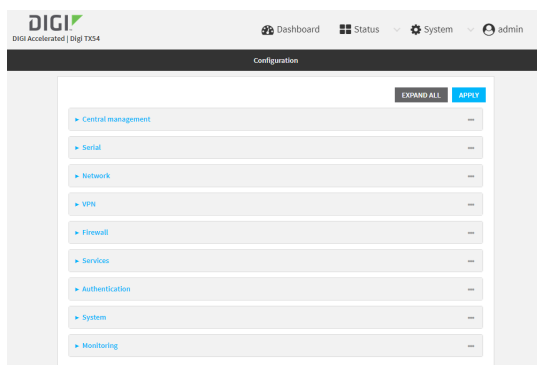 DIGI
DIGI Accelerated | Digi TX54
Dashboard
Status
System
admin
Configuration
EXPAND ALL
APPLY
Central management
Serial
Network
VPN
Firewall
Services
Authentication
System
Monitoring